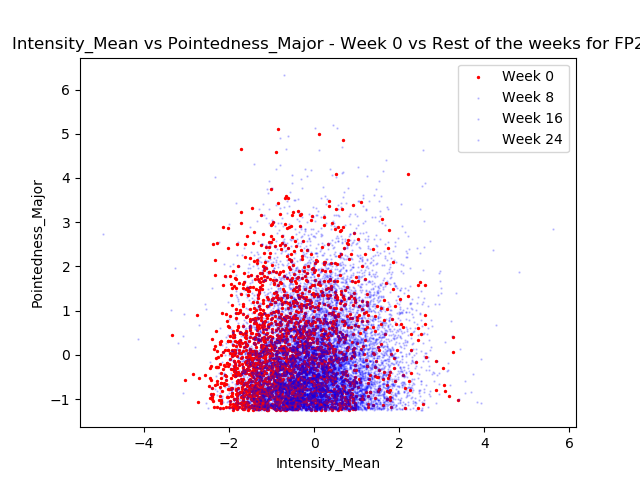 Intensity_Mean vs Pointedness_Major - Week 0 vs Rest of the weeks for FP2
Week 0
Week 8
Week 16
Week 24
6
5
4
3
2
1
0
−1
Pointedness_Major
−4 −2 0 2 4 6
Intensity_Mean